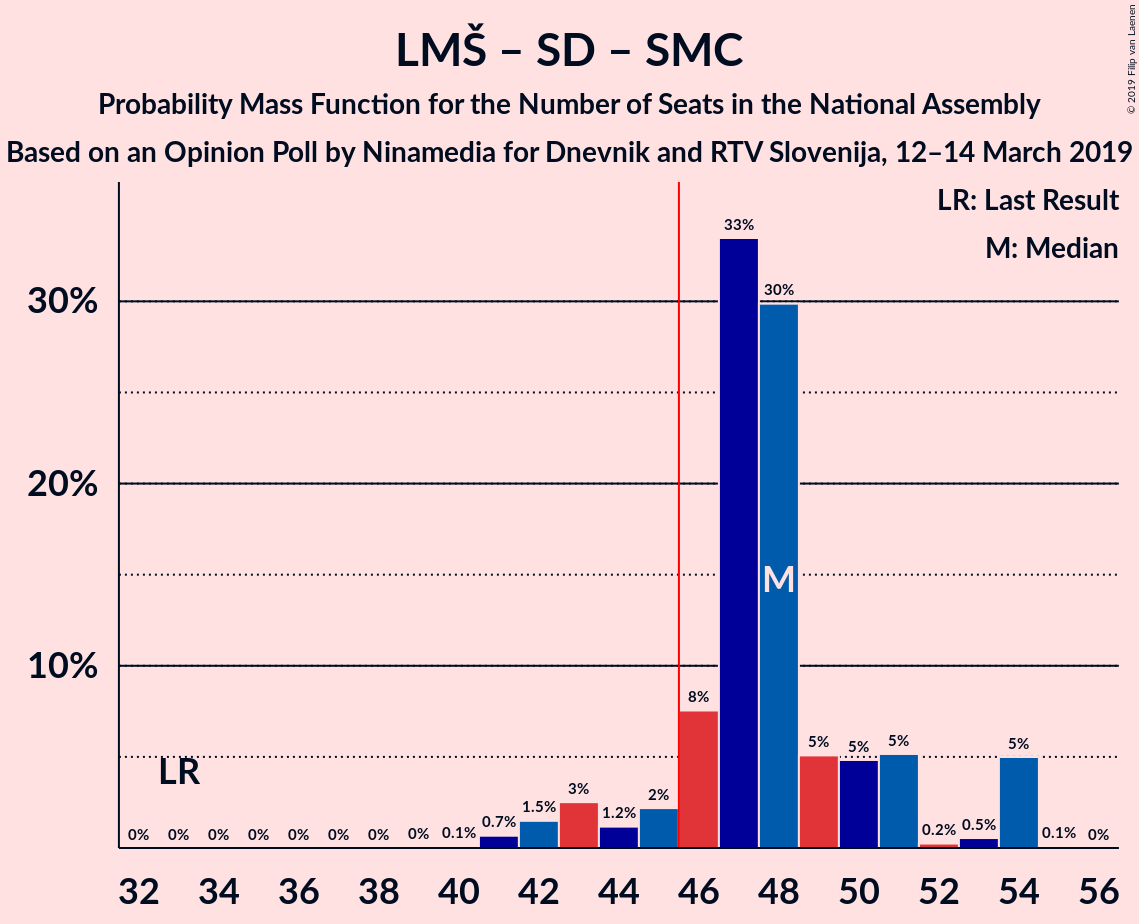 LMŠ – SD – SMC
Probability Mass Function for the Number of Seats in the National Assembly
Based on an Opinion Poll by Ninamedia for Dnevnik and RTV Slovenija, 12–14 March 2019
© 2019 Filip van Laenen
LR: Last Result
M: Median
30%
20%
10%
LR
M
0% 0% 0% 0% 0% 0% 0% 0% 0.1% 0.7% 1.5% 3% 1.2% 2% 8% 33% 30% 5% 5% 5% 0.2% 0.5% 5% 0.1% 0%
32 34 36 38 40 42 44 46 48 50 52 54 56